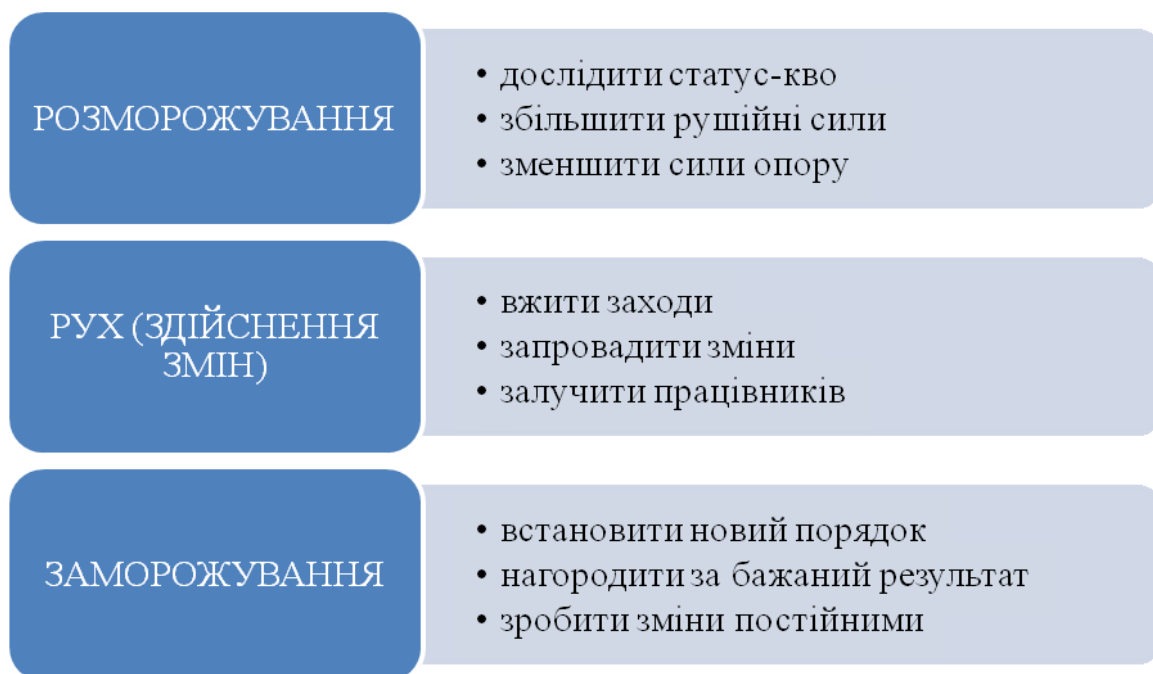 РОЗМОРОЖУВАННЯ
• дослідити статус-кво
• збільшити рушійні сили
• зменшити сили опору
РУХ (ЗДІЙСНЕННЯ
ЗМІН)
• вжити заходи
• запровадити зміни
• залучити працівників
ЗАМОРОЖУВАННЯ
• встановити новий порядок
• нагородити за бажаний результат
• зробити зміни постійними